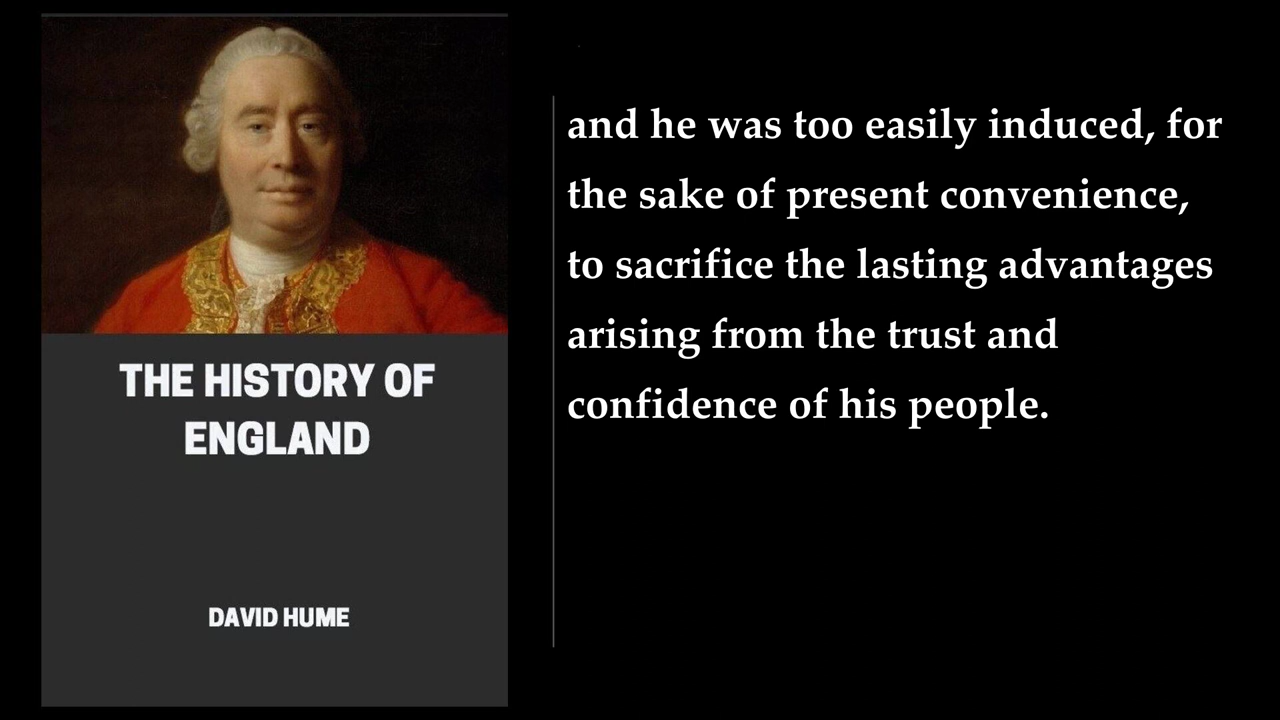 THE HISTORY OF
ENGLAND
DAVID HUME
and he was too easily induced, for
the sake of present convenience,
to sacrifice the lasting advantages
arising from the trust and
confidence of his people.